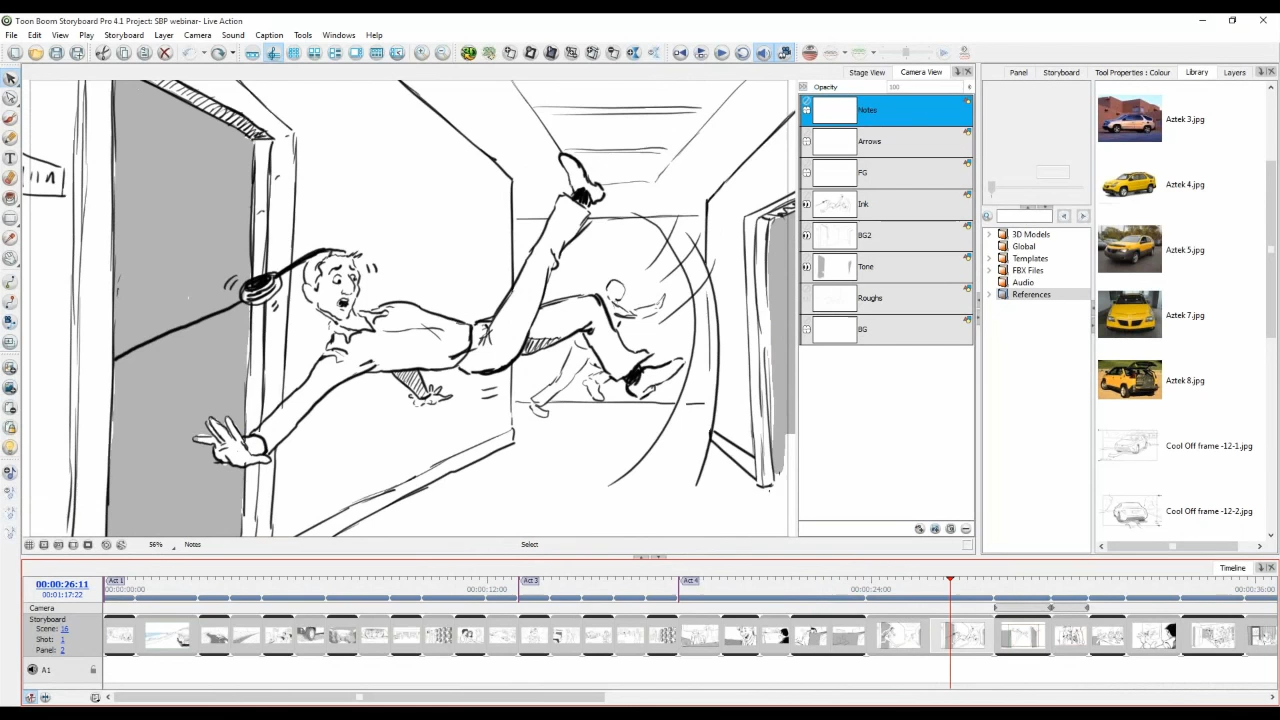 Toon Boom Storyboard Pro 4.1 Project: SBP webinar- Live Action
File Edit View Play Storyboard Layer Camera Sound Caption Tools Windows Help
Stage View Camera View
Panel Storyboard Tool Properties : Colour Library Layers
Opacity 100
Notes
Arrows
FG
Ink
BG2
Tone
Roughs
BG
3D Models
Global
Templates
FBX Files
Audio
References
Aztek 3.jpg
Aztek 4.jpg
Aztek 5.jpg
Aztek 7.jpg
Aztek 8.jpg
Cool Off frame -12-1.jpg
Cool Off frame -12-2.jpg
56% Notes Select
Timeline
00:00:26:11
00:01:17:22
Act 1 Act 3 Act 4
00:00:00:00 00:00:12:00 00:00:24:00 00:00:36:00
Camera
Storyboard
Scene: 16
Shot: 1
Panel: 2
A1